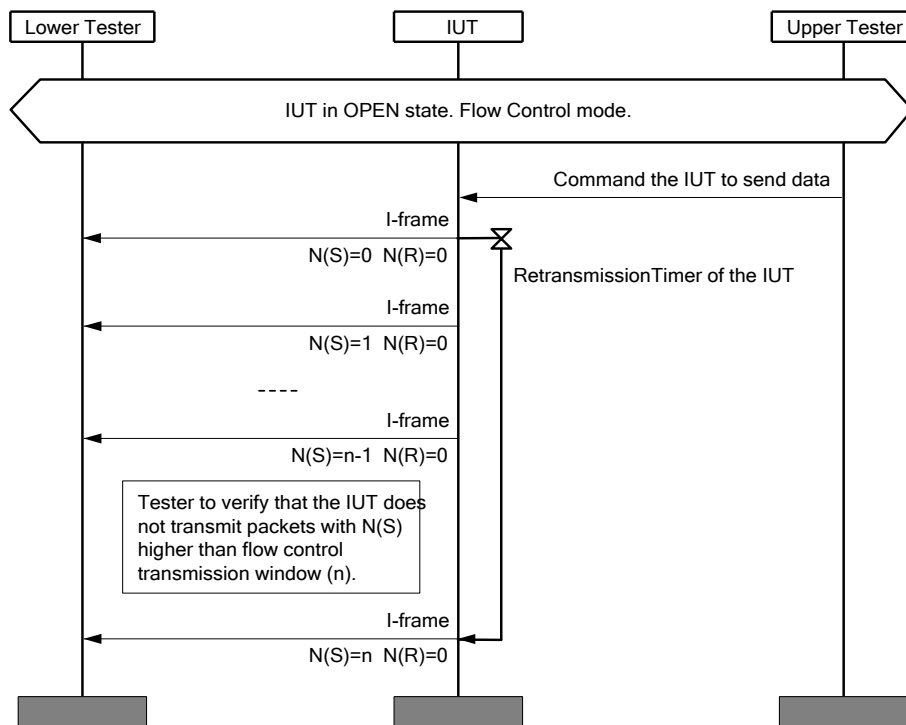 Lower Tester
IUT
Upper Tester
IUT in OPEN state. Flow Control mode.
Command the IUT to send data
I-frame
N(S)=0 N(R)=0
RetransmissionTimer of the IUT
I-frame
N(S)=1 N(R)=0
----
I-frame
N(S)=n-1 N(R)=0
Tester to verify that the IUT does
not transmit packets with N(S)
higher than flow control
transmission window (n).
I-frame
N(S)=n N(R)=0